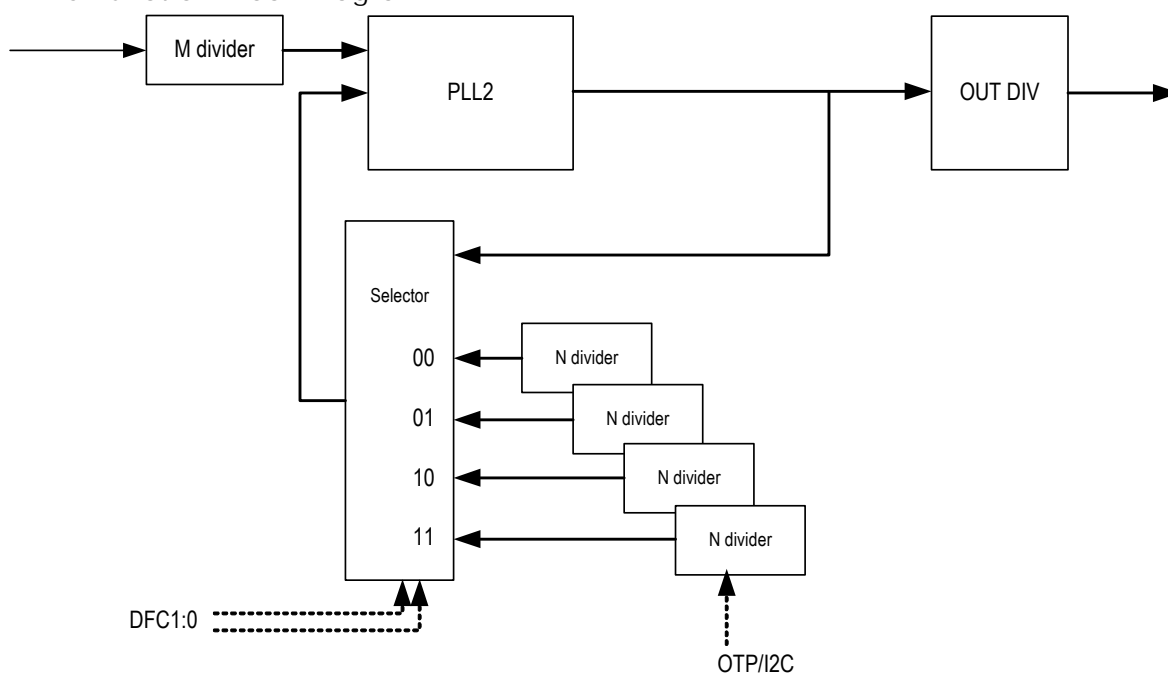 M divider
PLL2
OUT DIV
Selector
00
N divider
01
N divider
10
N divider
11
N divider
DFC1:0
OTP/I2C